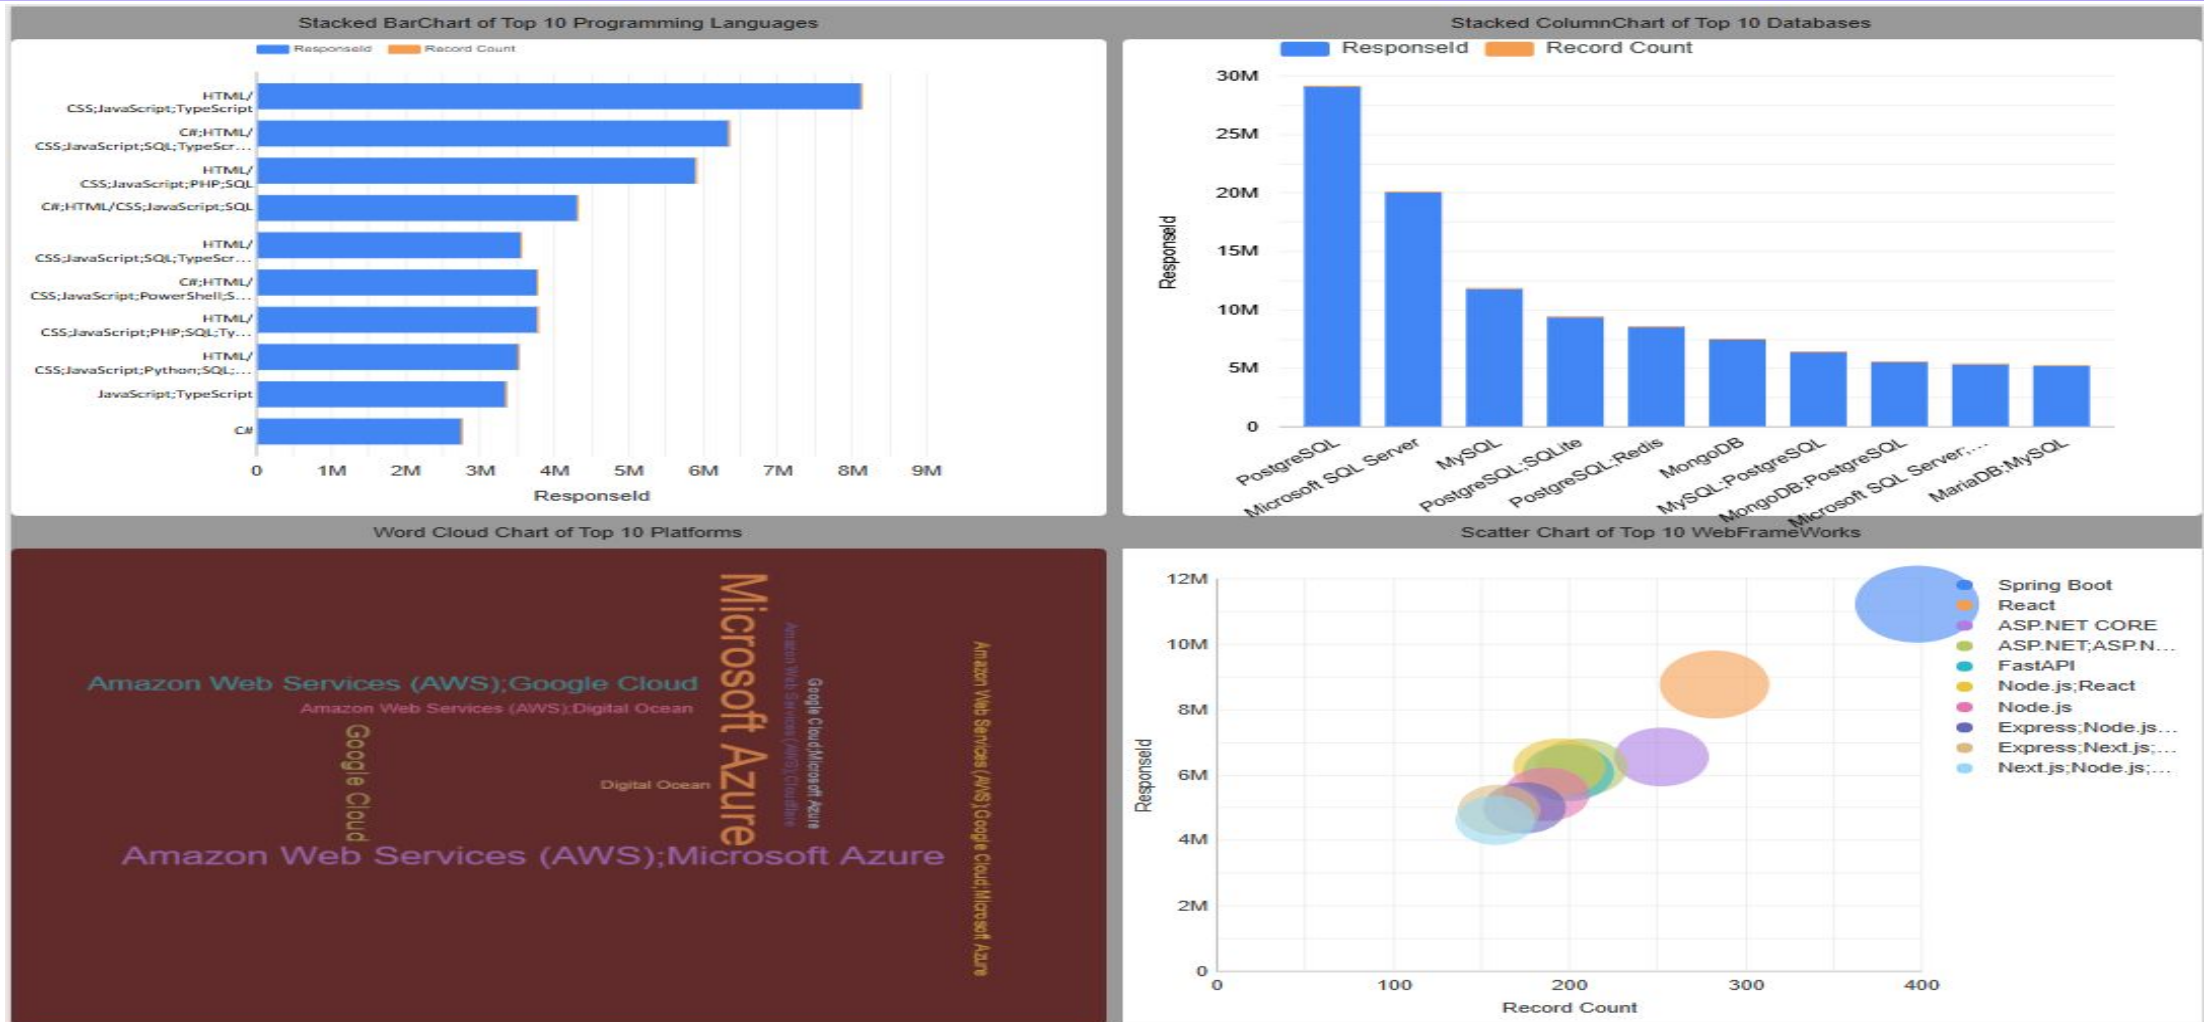 Stacked BarChart of Top 10 Programming Languages
ResponseId
Record Count
HTML/
CSS;JavaScript;TypeScript
C#;HTML/
CSS;JavaScript;SQL;TypeScr...
HTML/
CSS;JavaScript;PHP;SQL
C#;HTML/CSS;JavaScript;SQL
HTML/
CSS;JavaScript;SQL;TypeScr...
C#;HTML/
CSS;JavaScript;PowerShell;S...
HTML/
CSS;JavaScript;PHP;SQL;Ty...
HTML/
CSS;JavaScript;Python;SQL;...
JavaScript;TypeScript
C#
0 1M 2M 3M 4M 5M 6M 7M 8M 9M
ResponseId
Stacked ColumnChart of Top 10 Databases
ResponseId
Record Count
30M
25M
20M
15M
10M
5M
0
ResponseId
PostgreSQL
Microsoft SQL Server
MySQL
PostgreSQL;SQLite
PostgreSQL;Redis
MongoDB
MySQL;PostgreSQL
MongoDB;PostgreSQL
Microsoft SQL Server;...
MariaDB;MySQL
Word Cloud Chart of Top 10 Platforms
Microsoft Azure
Amazon Web Services (AWS);Cloudflare
Google Cloud;Microsoft Azure
Amazon Web Services (AWS);Google Cloud;Microsoft Azure
Amazon Web Services (AWS);Google Cloud
Amazon Web Services (AWS);Digital Ocean
Google Cloud
Digital Ocean
Amazon Web Services (AWS);Microsoft Azure
Scatter Chart of Top 10 WebFrameWorks
12M
10M
8M
6M
4M
2M
0
ResponseId
0 100 200 300 400
Record Count
Spring Boot
React
ASP.NET CORE
ASP.NET;ASP.N...
FastAPI
Node.js;React
Node.js
Express;Node.js...
Express;Next.js;...
Next.js;Node.js;...